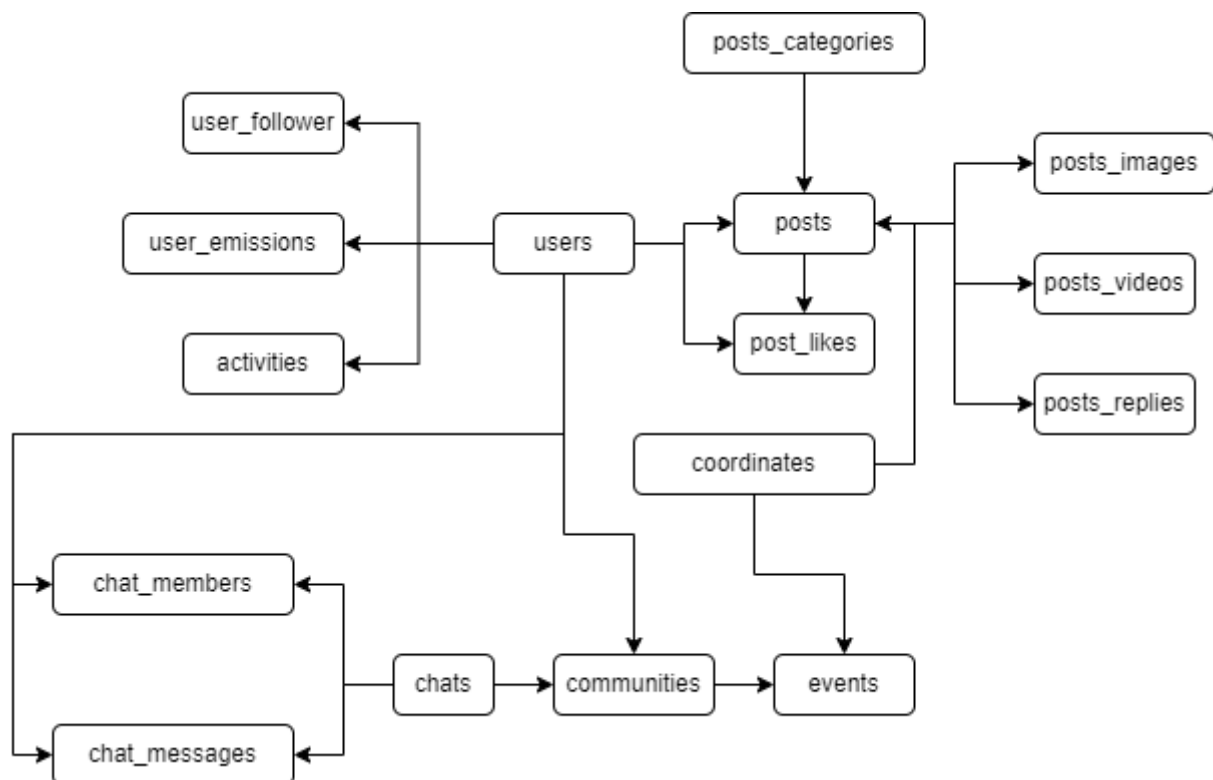 posts_categories
user_follower
posts_images
user_emissions
users
posts
posts_videos
activities
post_likes
posts_replies
coordinates
chat_members
chats
communities
events
chat_messages